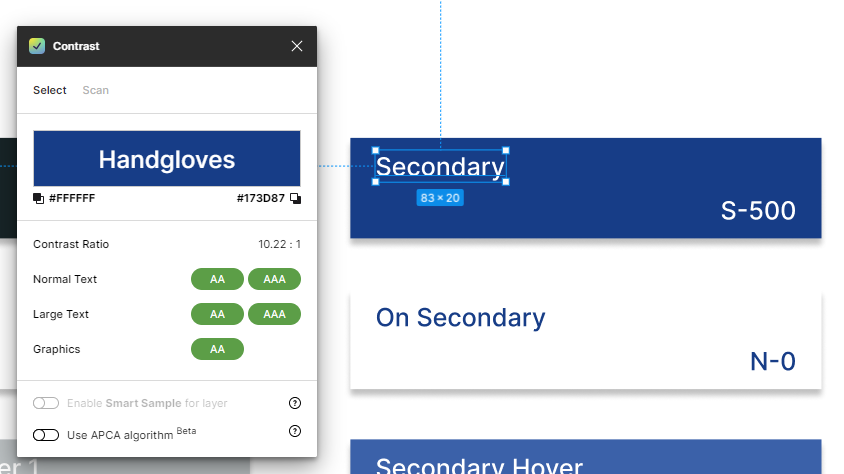 Contrast
Select Scan
Handgloves
#FFFFFF #173D87
Contrast Ratio 10.22 : 1
Normal Text AA AAA
Large Text AA AAA
Graphics AA
Enable Smart Sample for layer ?
Use APCA algorithm Beta ?
Secondary
83 × 20
S-500
On Secondary
N-0
er 1
Secondary Hover